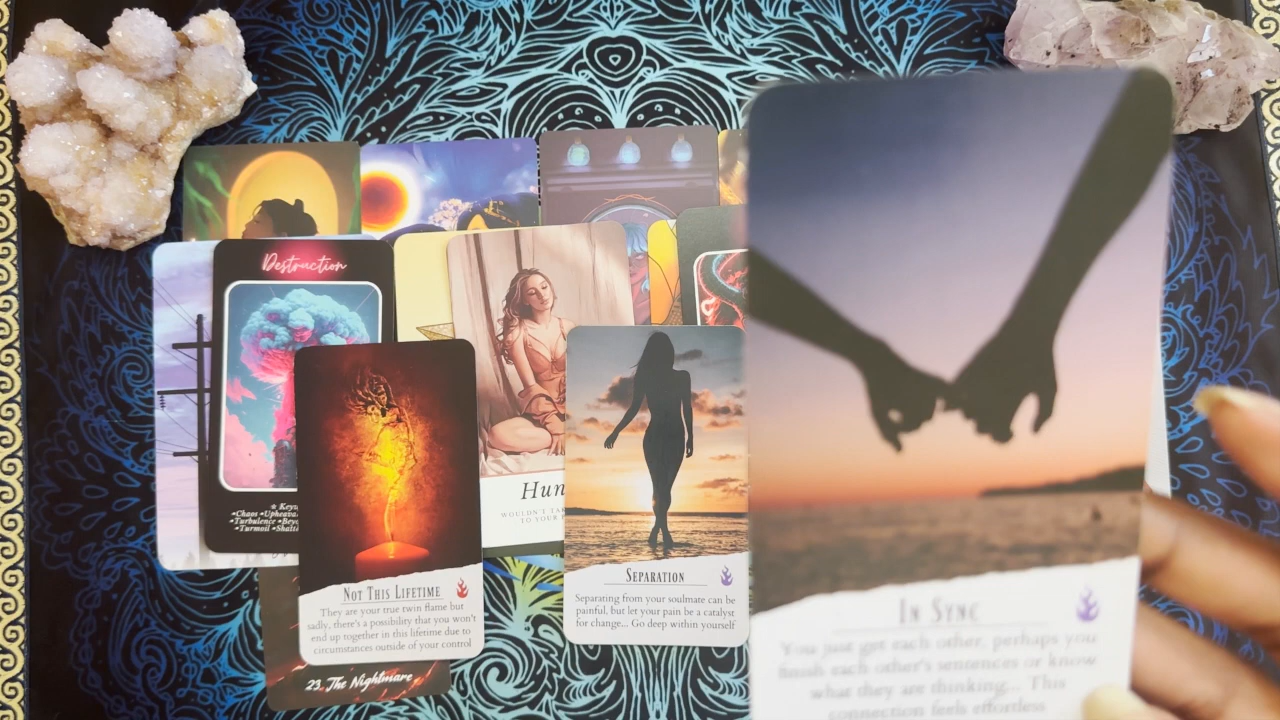 Destruction
☆ Keys
•Chaos •Upheava
•Turbulence •Bey
•Turmoil •Shatt
Not This Lifetime
They are your true twin flame but
sadly, there's a possibility that you won't
end up together in this lifetime due to
circumstances outside of your control
23. The Nightmare
Hun
WOULDN'T TA
TO YOUR
Separation
Separating from your soulmate can be
painful, but let your pain be a catalyst
for change... Go deep within yourself
In Sync
You just get each other, perhaps you
finish each other's sentences or know
what they are thinking... This
connection feels effortless